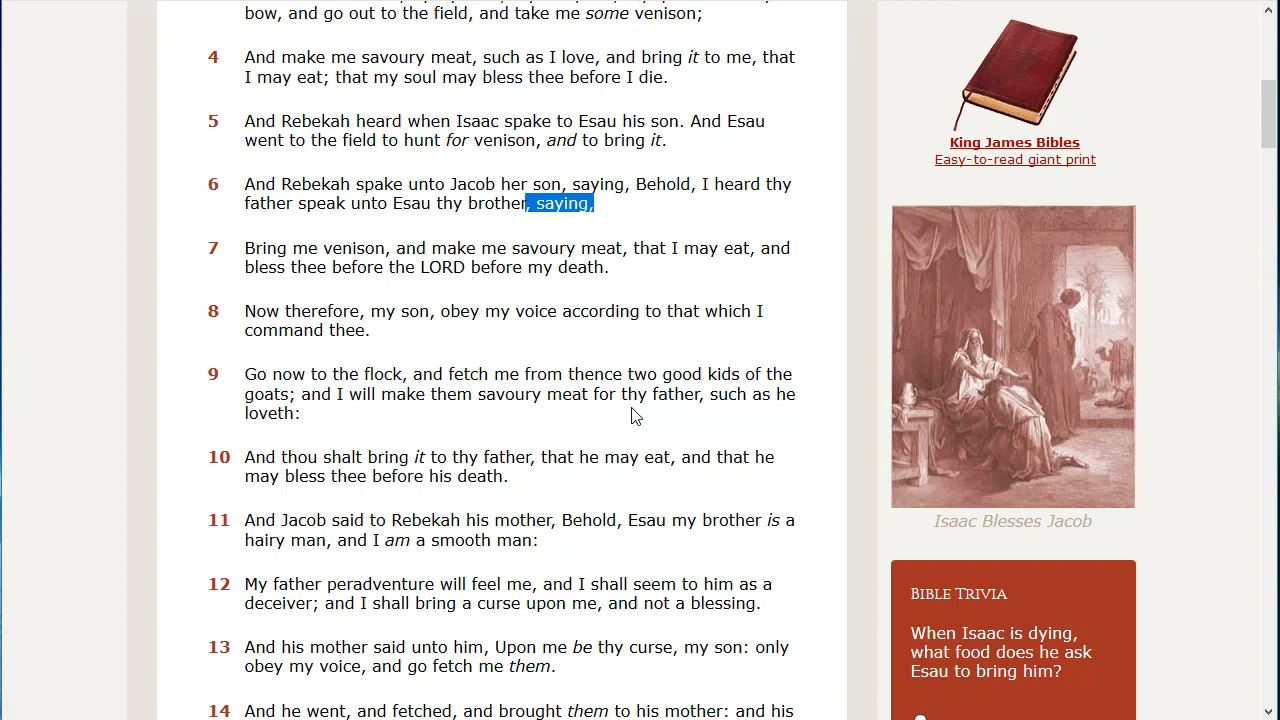 bow, and go out to the field, and take me some venison;
4 And make me savoury meat, such as I love, and bring it to me, that
I may eat; that my soul may bless thee before I die.
5 And Rebekah heard when Isaac spake to Esau his son. And Esau
went to the field to hunt for venison, and to bring it.
6 And Rebekah spake unto Jacob her son, saying, Behold, I heard thy
father speak unto Esau thy brother, saying,
7 Bring me venison, and make me savoury meat, that I may eat, and
bless thee before the LORD before my death.
8 Now therefore, my son, obey my voice according to that which I
command thee.
9 Go now to the flock, and fetch me from thence two good kids of the
goats; and I will make them savoury meat for thy father, such as he
loveth:
10 And thou shalt bring it to thy father, that he may eat, and that he
may bless thee before his death.
11 And Jacob said to Rebekah his mother, Behold, Esau my brother is a
hairy man, and I am a smooth man:
12 My father peradventure will feel me, and I shall seem to him as a
deceiver; and I shall bring a curse upon me, and not a blessing.
13 And his mother said unto him, Upon me be thy curse, my son: only
obey my voice, and go fetch me them.
14 And he went, and fetched, and brought them to his mother: and his
King James Bibles
Easy-to-read giant print
Isaac Blesses Jacob
BIBLE TRIVIA
When Isaac is dying,
what food does he ask
Esau to bring him?